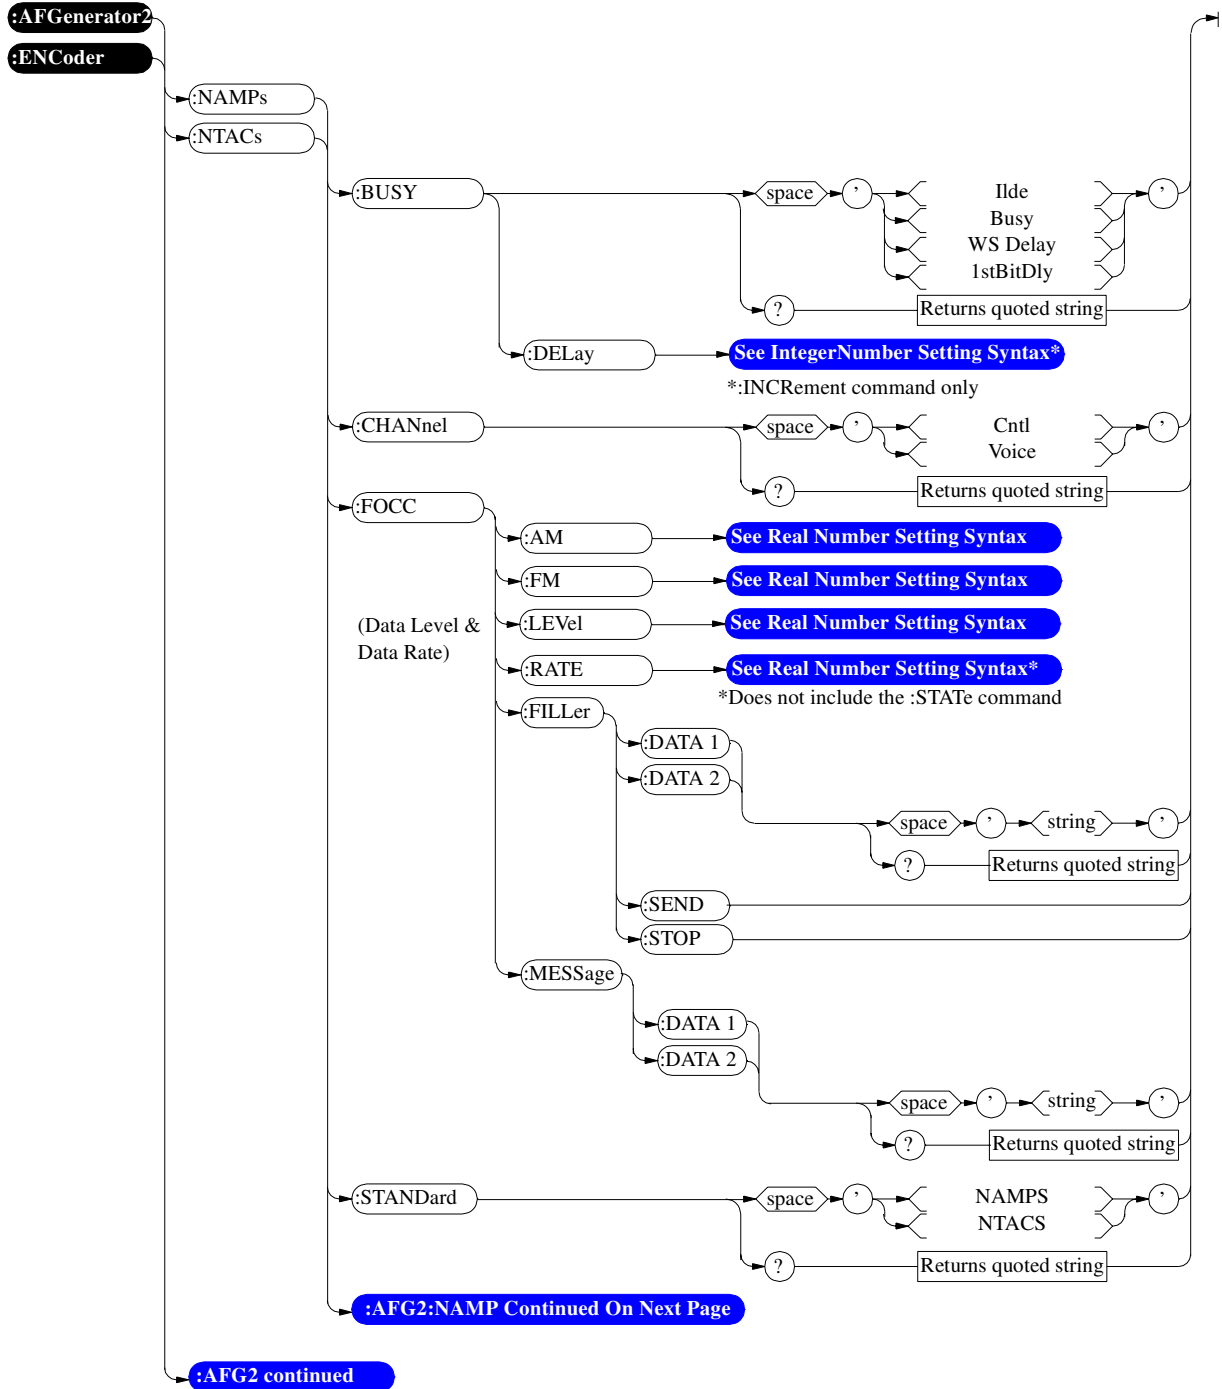 :AFGenerator2
:ENCoder
:NAMPs
:NTACs
:BUSY
space
'
Ilde
'
Busy
WS Delay
1stBitDly
?
Returns quoted string
:DELay
See IntegerNumber Setting Syntax*
*:INCRement command only
:CHANnel
space
'
Cntl
'
Voice
?
Returns quoted string
:FOCC
:AM
See Real Number Setting Syntax
:FM
See Real Number Setting Syntax
(Data Level &
Data Rate)
:LEVel
See Real Number Setting Syntax
:RATE
See Real Number Setting Syntax*
*Does not include the :STATe command
:FILLer
:DATA 1
:DATA 2
space
'
string
'
?
Returns quoted string
:SEND
:STOP
:MESSage
:DATA 1
:DATA 2
space
'
string
'
?
Returns quoted string
:STANDard
space
'
NAMPS
'
NTACS
?
Returns quoted string
:AFG2:NAMP Continued On Next Page
:AFG2 continued